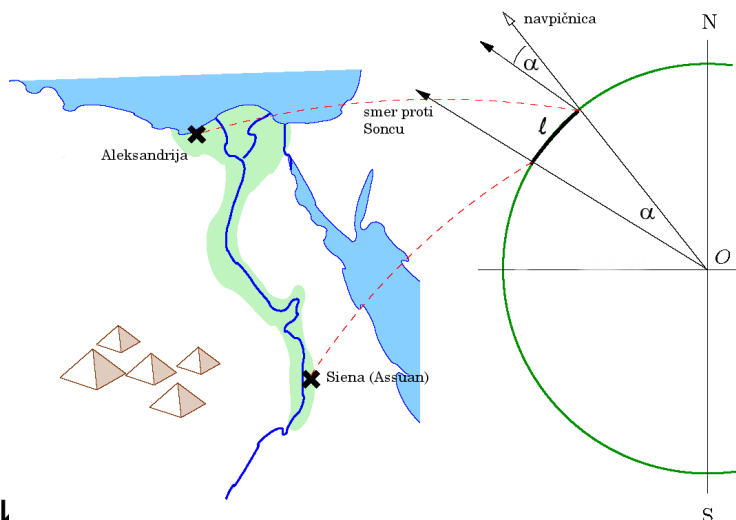 N
navpičnica
α
smer proti
Soncu
ℓ
Aleksandrija
α
O
Siena (Assuan)
S